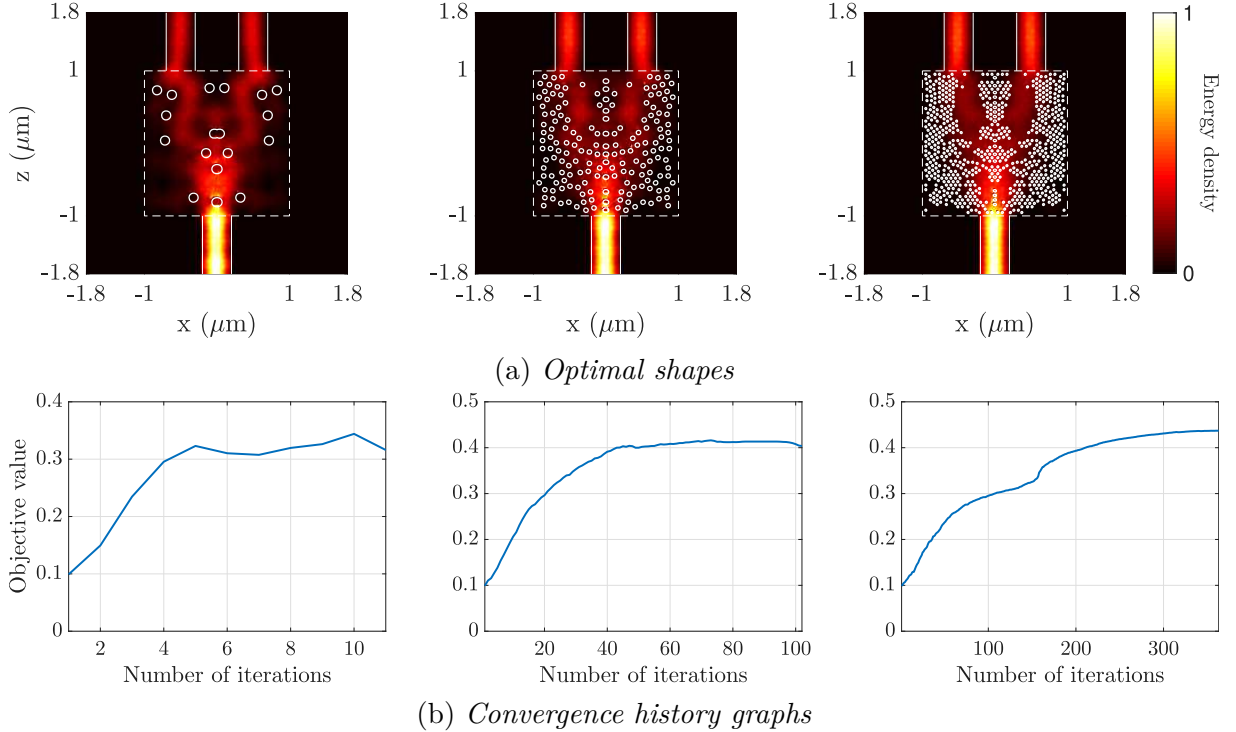 1.8 1.8 1.8 1
1 1 1
z (µm)
Energy density
-1 -1 -1
-1.8 -1.8 -1.8 0
-1.8 -1 1 1.8 -1.8 -1 1 1.8 -1.8 -1 1 1.8
x (µm) x (µm) x (µm)
(a) Optimal shapes
Objective value
0.4
0.3
0.2
0.1
0
2 4 6 8 10
Number of iterations
0.5
0.4
0.3
0.2
0.1
0
20 40 60 80 100
Number of iterations
0.5
0.4
0.3
0.2
0.1
0
100 200 300
Number of iterations
(b) Convergence history graphs